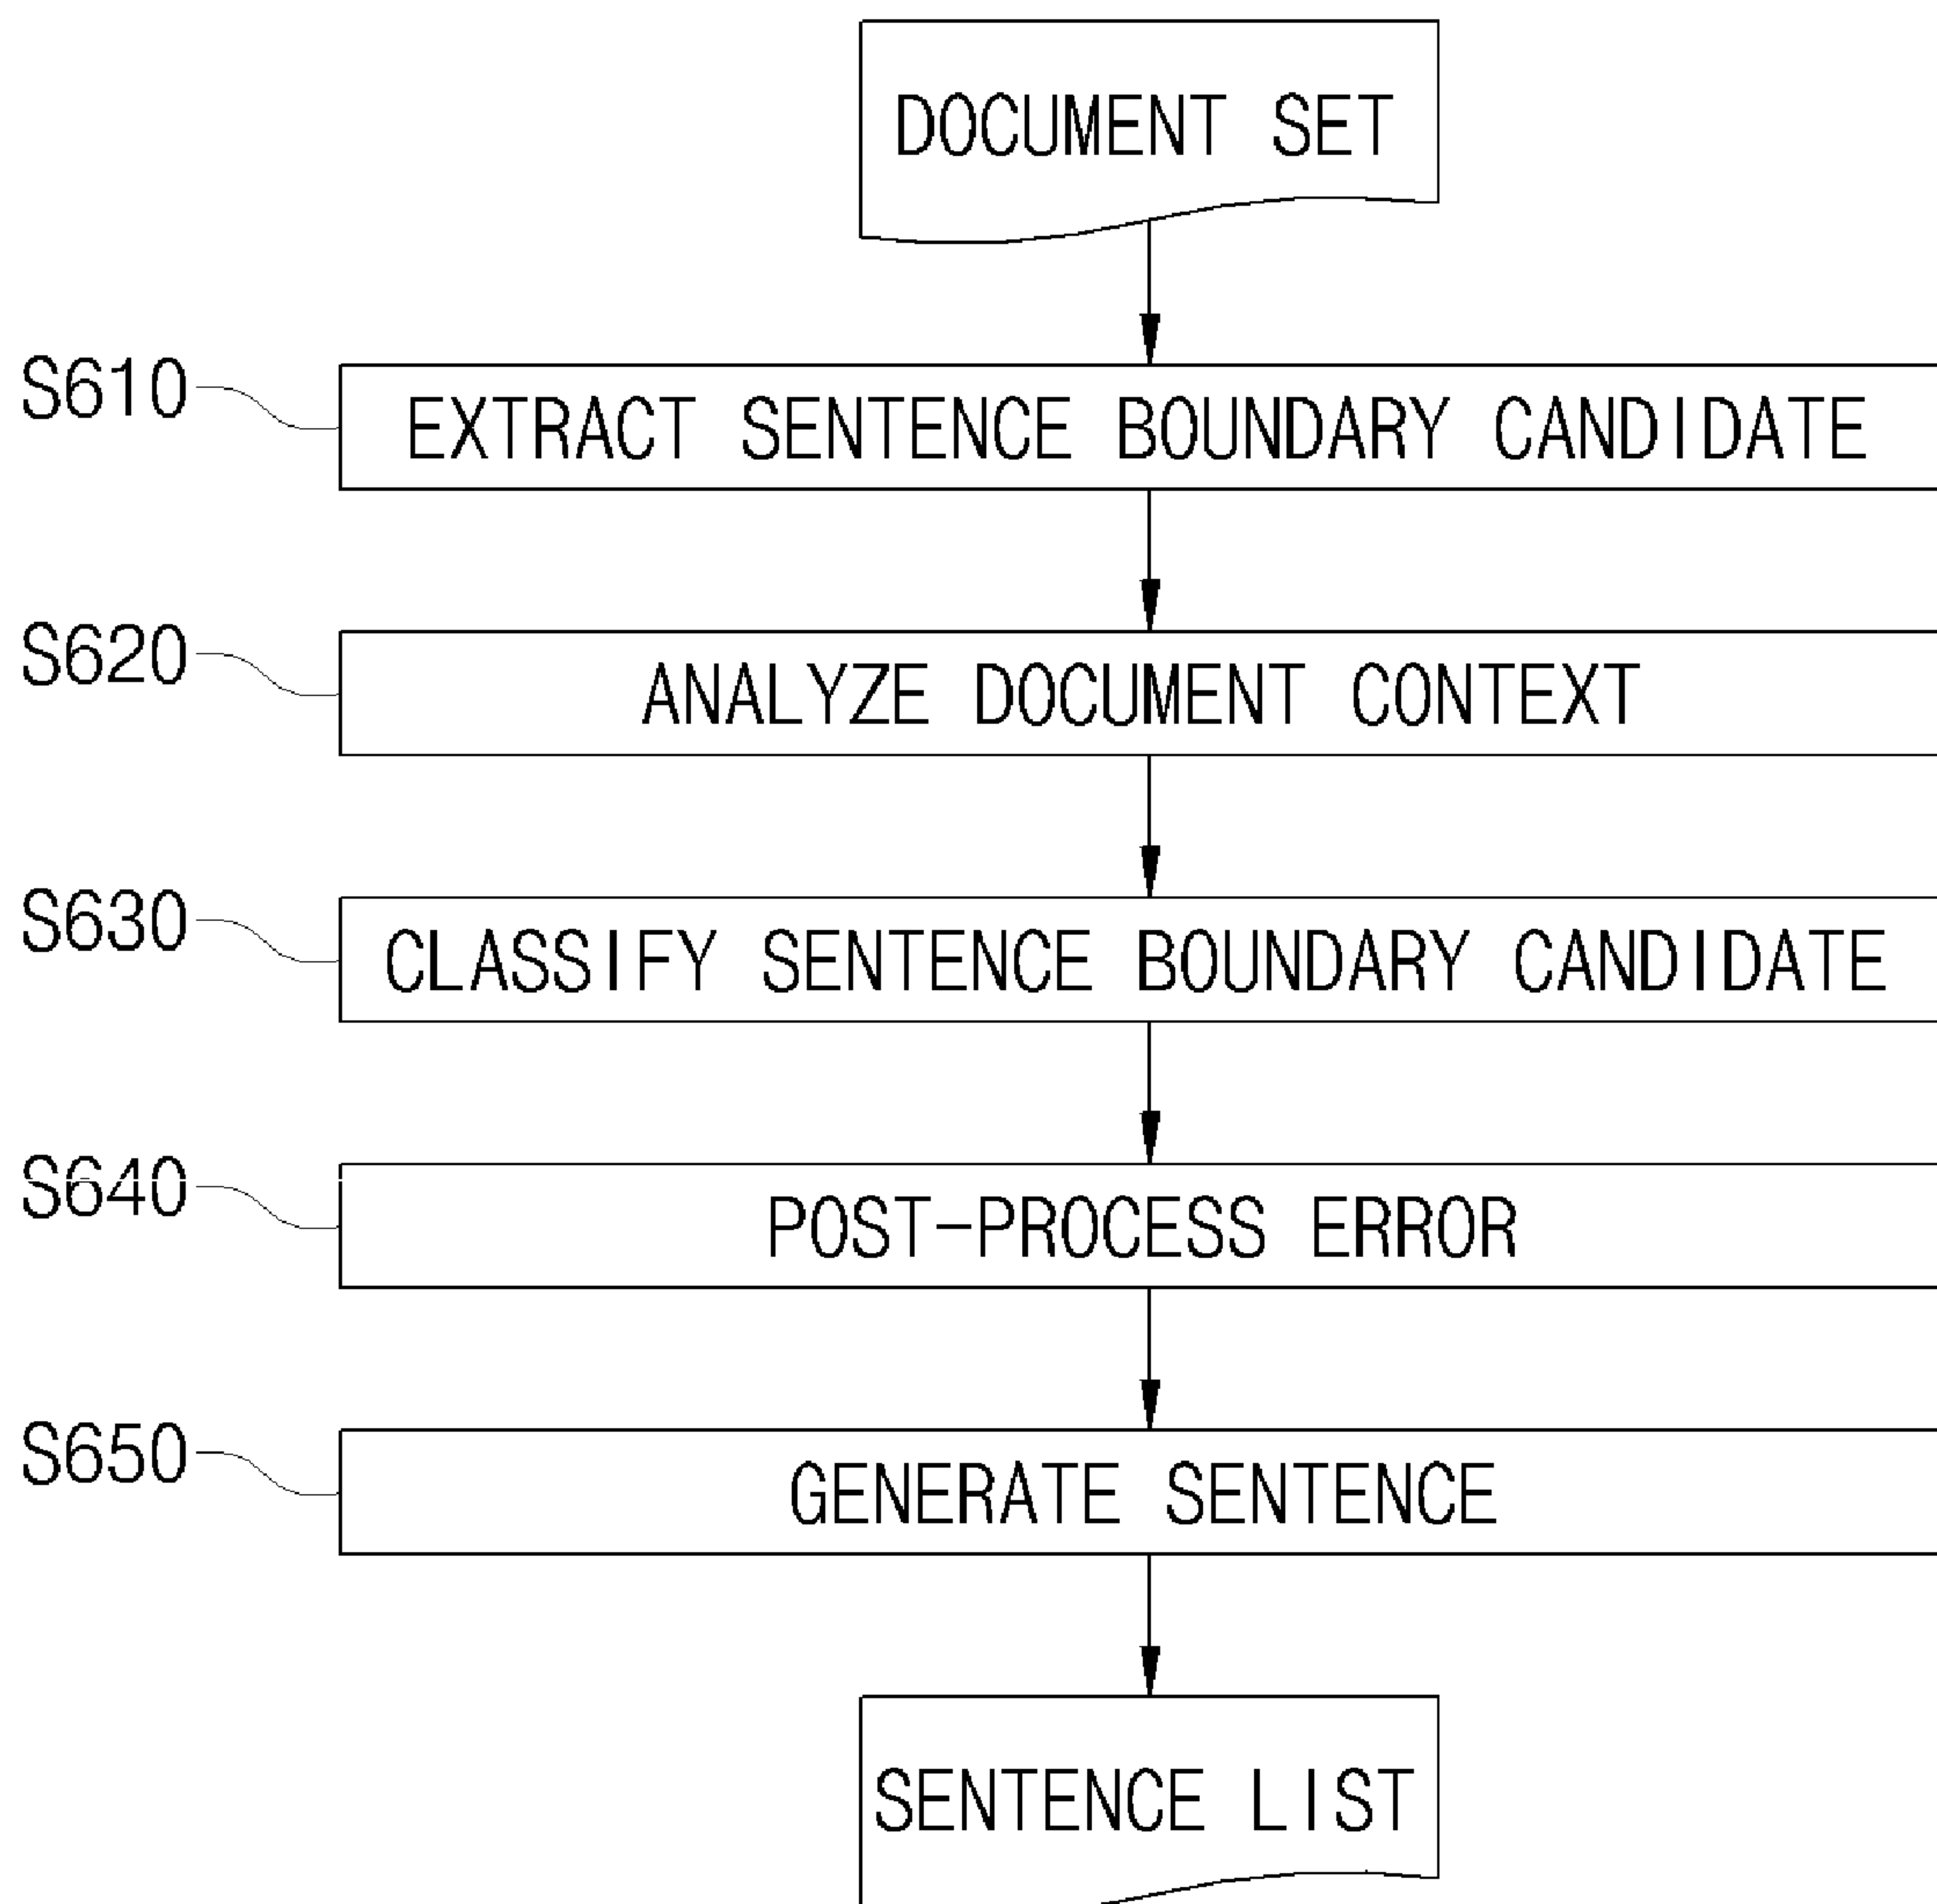 DOCUMENT SET
S610 EXTRACT SENTENCE BOUNDARY CANDIDATE
S620 ANALYZE DOCUMENT CONTEXT
S630 CLASSIFY SENTENCE BOUNDARY CANDIDATE
S640 POST-PROCESS ERROR
S650 GENERATE SENTENCE
SENTENCE LIST